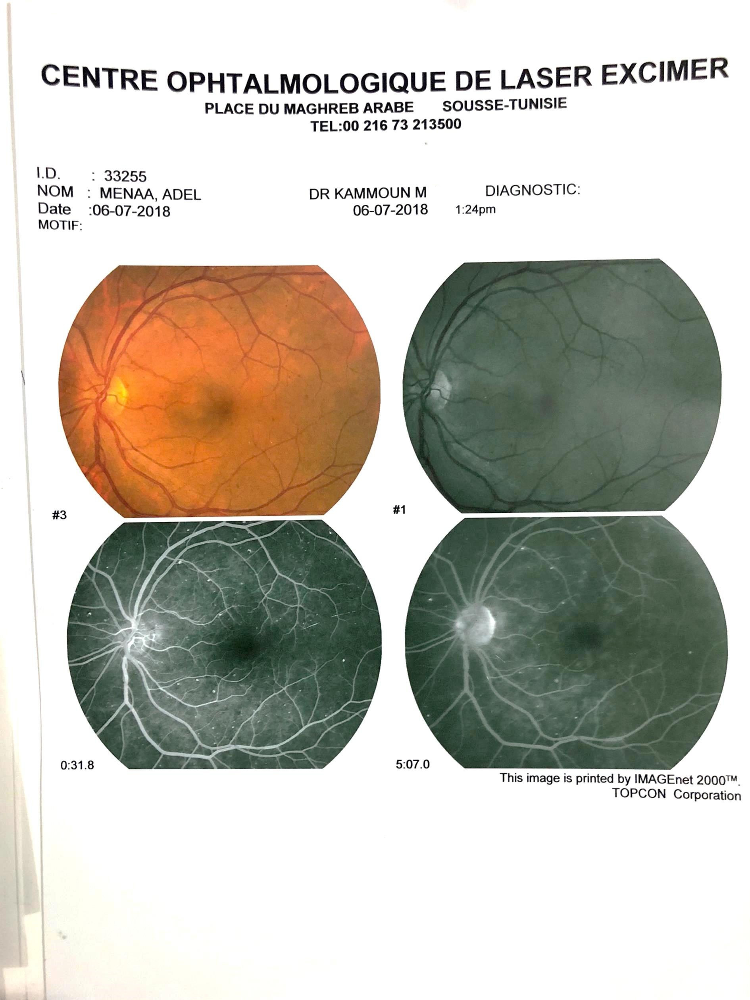 CENTRE OPHTALMOLOGIQUE DE LASER EXCIMER
PLACE DU MAGHREB ARABE SOUSSE-TUNISIE
TEL:00 216 73 213500
I.D. : 33255
NOM : MENAA, ADEL DR KAMMOUN M DIAGNOSTIC:
Date :06-07-2018 06-07-2018 1:24pm
MOTIF:
#3 #1
0:31.8 5:07.0
This image is printed by IMAGEnet 2000™.
TOPCON Corporation